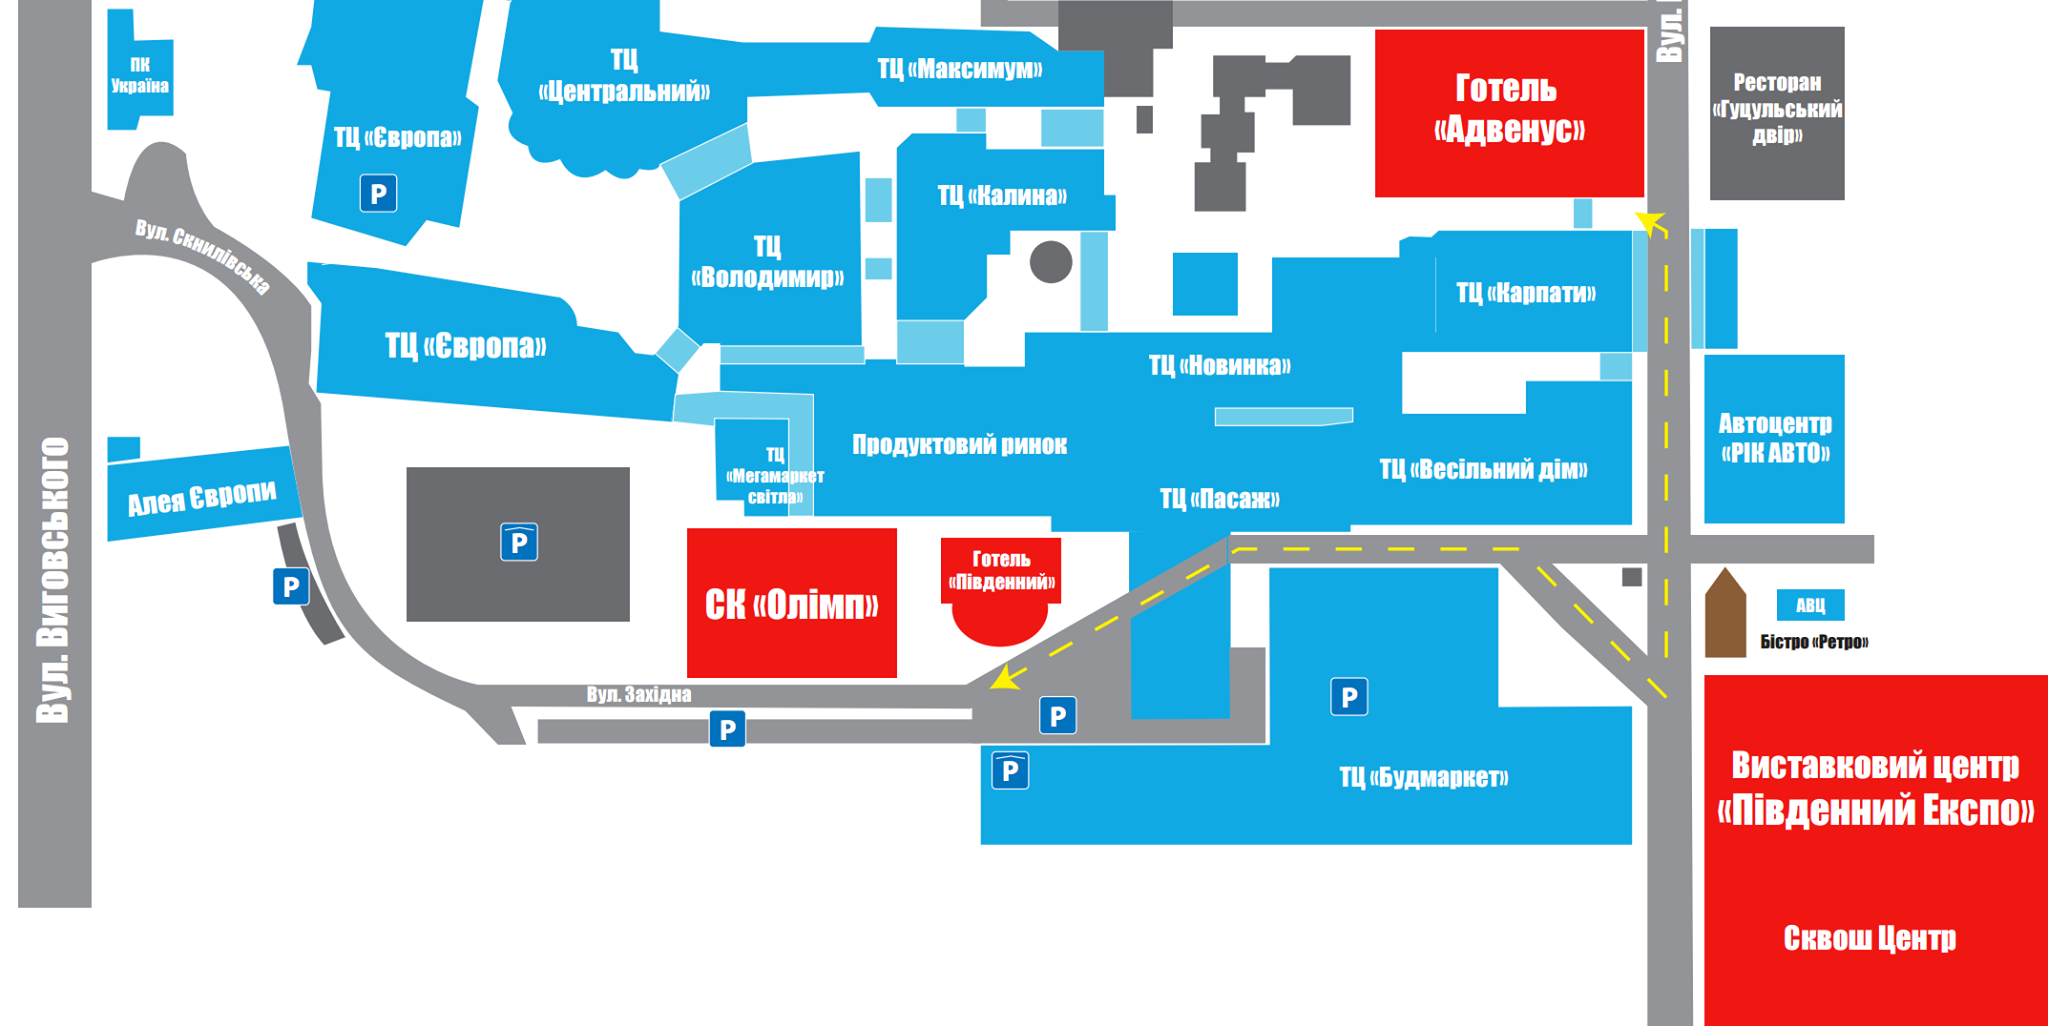 Вул.
ПК
Україна
ТЦ
«Центральний»
ТЦ «Максимум»
Готель
«Адвенус»
Ресторан
«Гуцульський
двір»
ТЦ «Європа»
P
ТЦ «Калина»
Вул. Скнилівська
ТЦ
«Володимир»
ТЦ «Карпати»
ТЦ «Європа»
ТЦ «Новинка»
Автоцентр
«РІК АВТО»
Продуктовий ринок
ТЦ
«Мегамаркет
світла»
ТЦ «Весільний дім»
ТЦ «Пасаж»
Алея Європи
Вул. Виговського
P
P
СК «Олімп»
Готель
«Південний»
АВЦ
Бістро «Ретро»
Вул. Західна
P
P
P
P
ТЦ «Будмаркет»
Виставковий центр
«Південний Експо»
Сквош Центр